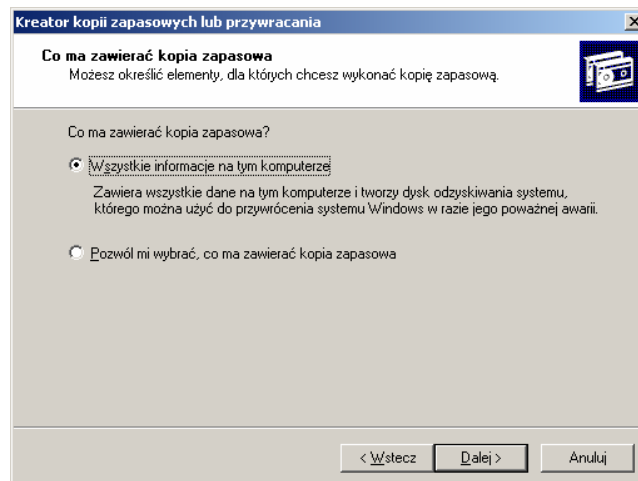 Kreator kopii zapasowych lub przywracania
Co ma zawierać kopia zapasowa
Możesz określić elementy, dla których chcesz wykonać kopię zapasową.
Co ma zawierać kopia zapasowa?
Wszystkie informacje na tym komputerze
Zawiera wszystkie dane na tym komputerze i tworzy dysk odzyskiwania systemu,
którego można użyć do przywrócenia systemu Windows w razie jego poważnej awarii.
Pozwól mi wybrać, co ma zawierać kopia zapasowa
< Wstecz Dalej > Anuluj